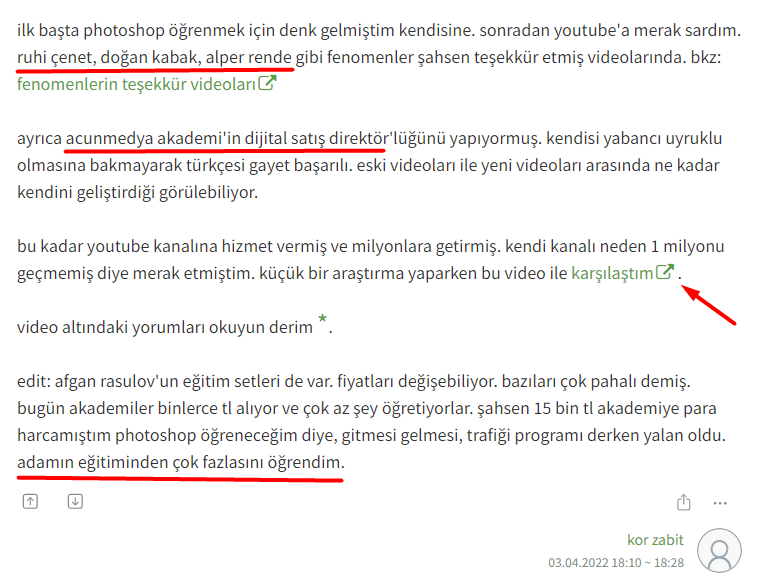 ilk başta photoshop öğrenmek için denk gelmiştim kendisine. sonradan youtube'a merak sardım.
ruhi çenet, doğan kabak, alper rende gibi fenomenler şahsen teşekkür etmiş videolarında. bkz:
fenomenlerin teşekkür videoları
ayrıca acunmedya akademi'in dijital satış direktör'lüğünü yapıyormuş. kendisi yabancı uyruklu
olmasına bakmayarak türkçesi gayet başarılı. eski videoları ile yeni videoları arasında ne kadar
kendini geliştirdiği görülebiliyor.
bu kadar youtube kanalına hizmet vermiş ve milyonlara getirmiş. kendi kanalı neden 1 milyonu
geçmemiş diye merak etmiştim. küçük bir araştırma yaparken bu video ile karşılaştım .
video altındaki yorumları okuyun derim *.
edit: afgan rasulov'un eğitim setleri de var. fiyatları değişebiliyor. bazıları çok pahalı demiş.
bugün akademiler binlerce tl alıyor ve çok az şey öğretiyorlar. şahsen 15 bin tl akademiye para
harcamıştım photoshop öğreneceğim diye, gitmesi gelmesi, trafiği programı derken yalan oldu.
adamın eğitiminden çok fazlasını öğrendim.
kor zabit
03.04.2022 18:10 ~ 18:28